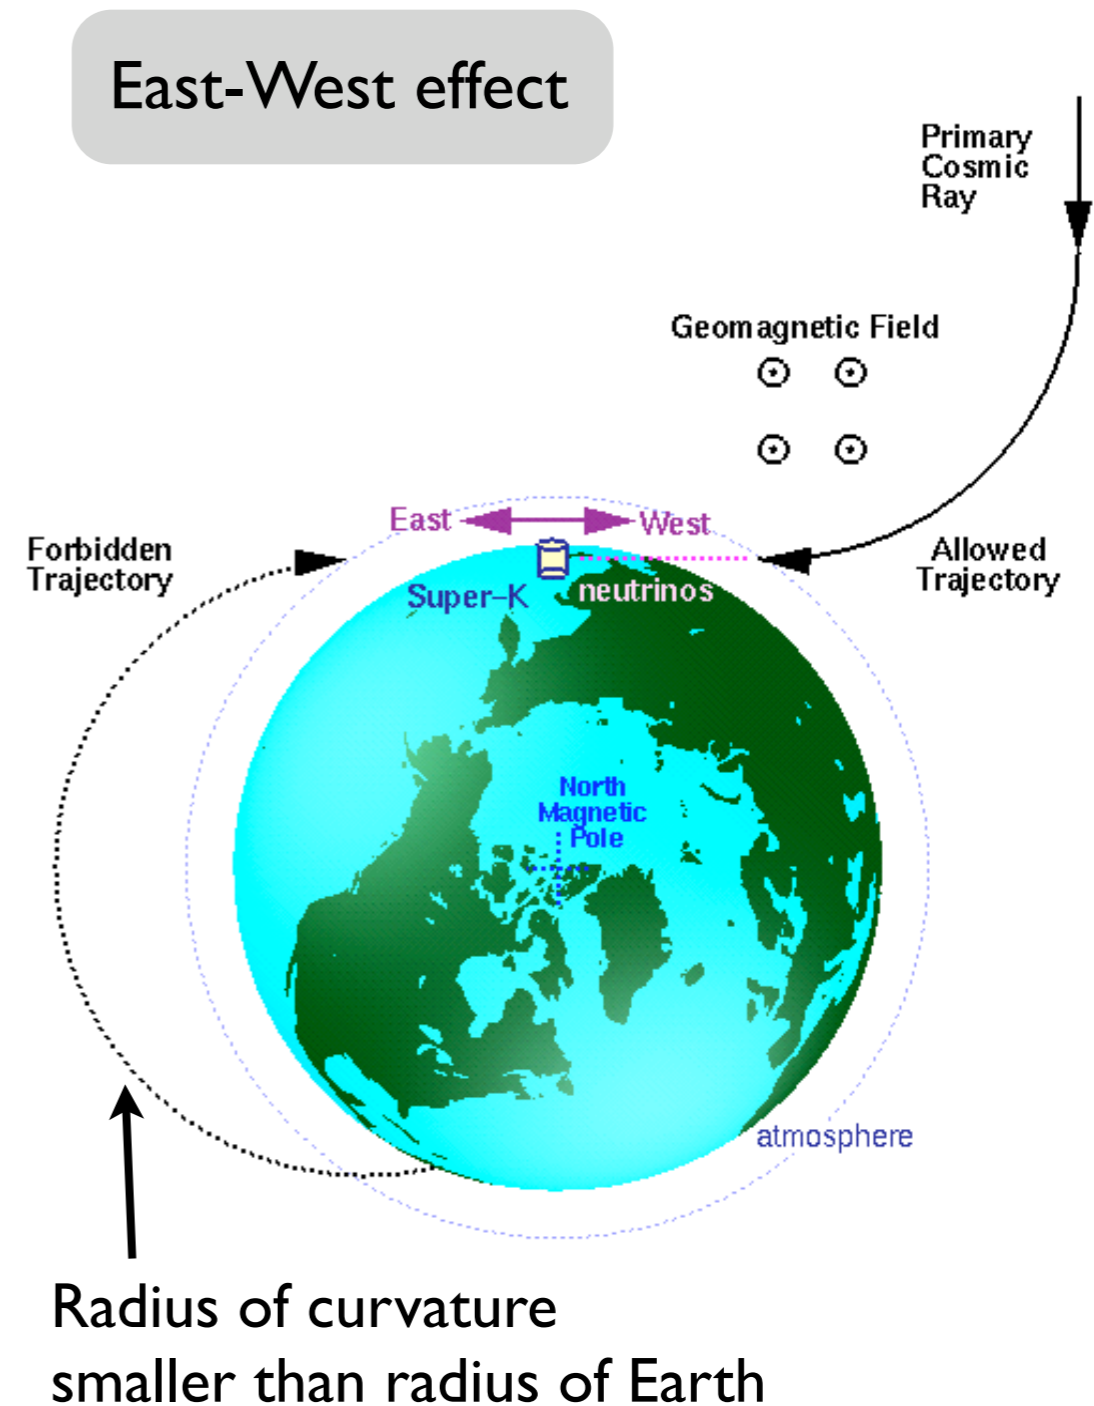 East-West effect
Primary
Cosmic
Ray
Geomagnetic Field
East
West
Forbidden
Trajectory
Allowed
Trajectory
Super-K
neutrinos
North
Magnetic
Pole
atmosphere
Radius of curvature
smaller than radius of Earth